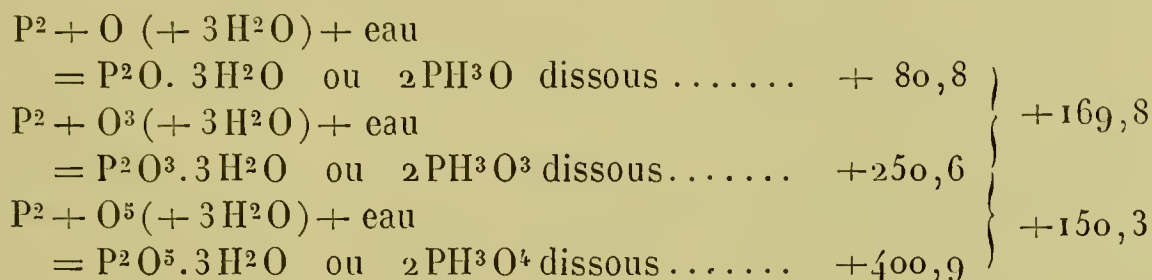 P² + O (+ 3H²O) + eau
= P²O. 3H²O ou 2PH³O dissous ....... + 80,8
+169,8
P² + O³ (+ 3H²O) + eau
= P²O³. 3H²O ou 2PH³O³ dissous ....... +250,6
P² + O⁵ (+ 3H²O) + eau
+150,3
= P²O⁵. 3H²O ou 2PH³O⁴ dissous ....... +400,9